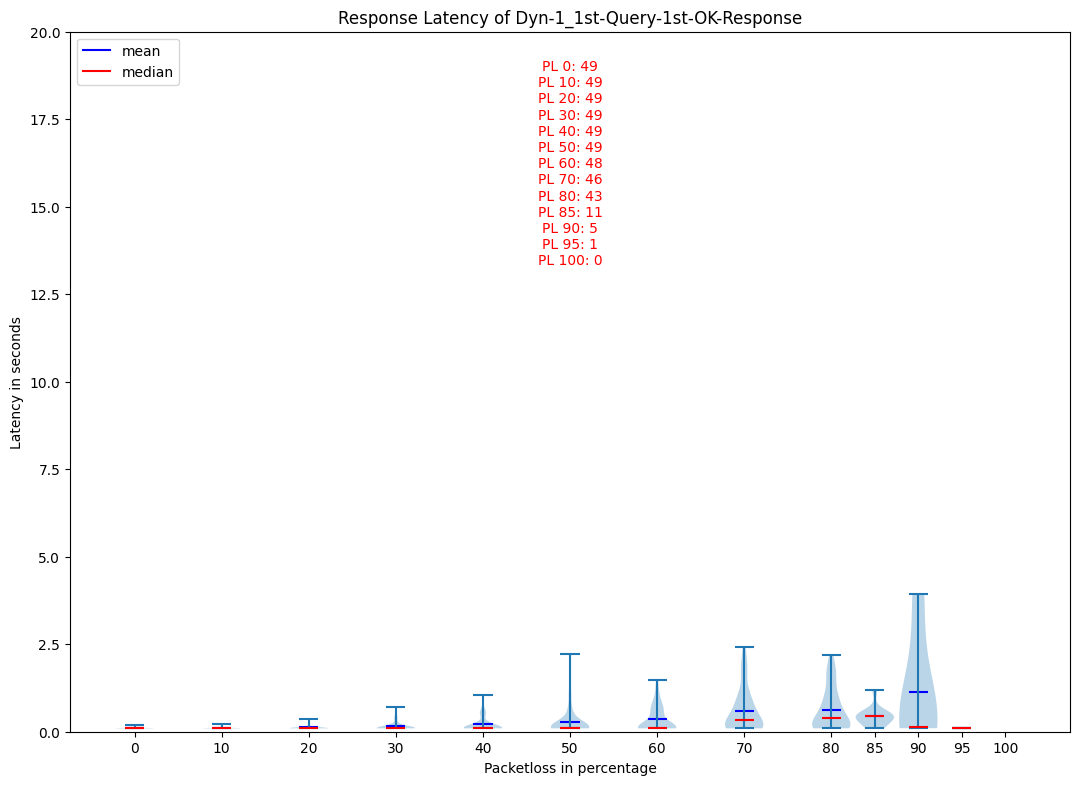 Response Latency of Dyn-1_1st-Query-1st-OK-Response
mean
median
PL 0: 49
PL 10: 49
PL 20: 49
PL 30: 49
PL 40: 49
PL 50: 49
PL 60: 48
PL 70: 46
PL 80: 43
PL 85: 11
PL 90: 5
PL 95: 1
PL 100: 0
Latency in seconds
20.0
17.5
15.0
12.5
10.0
7.5
5.0
2.5
0.0
0 10 20 30 40 50 60 70 80 85 90 95 100
Packetloss in percentage